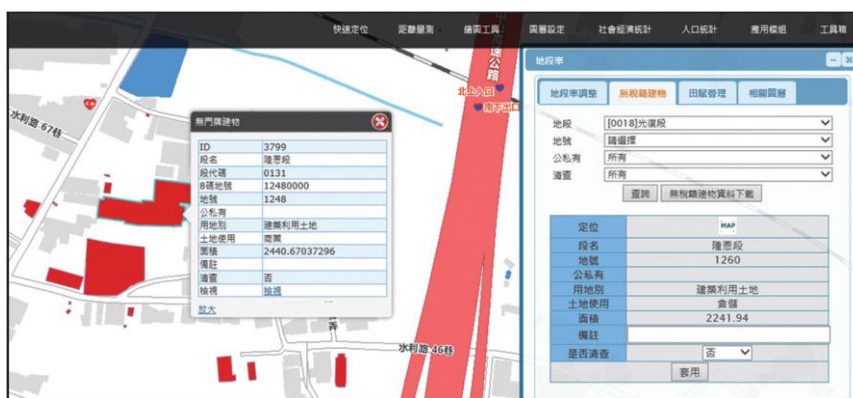 快速定位 距離量測 繪圖工具 圖層設定 社會經濟統計 人口統計 應用模組 工具箱
高速公路
北上入口
南下出口
水利路 67巷
水利路 46巷
無門牌建物
ID 3799
段名 隆恩段
段代碼 0131
8碼地號 12480000
地號 1248
公私有
用地別 建築利用土地
土地使用 商業
面積 2440.67037296
備註
清查 否
檢視 檢視
放大
地段率
地段率調整 無稅籍建物 田賦管理 相關圖層
地段 [0018]光復段
地號 請選擇
公私有 所有
清查 所有
查詢 無稅籍建物資料下載
定位 MAP
段名 隆恩段
地號 1260
公私有
用地別 建築利用土地
土地使用 倉儲
面積 2241.94
備註
是否清查 否
套用